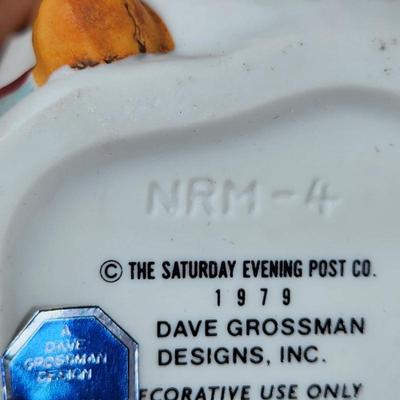 NRM-4
© THE SATURDAY EVENING POST CO.
1979
DAVE GROSSMAN
DESIGNS, INC.
ECORATIVE USE ONLY
A
DAVE
GROSSMAN
DESIGN